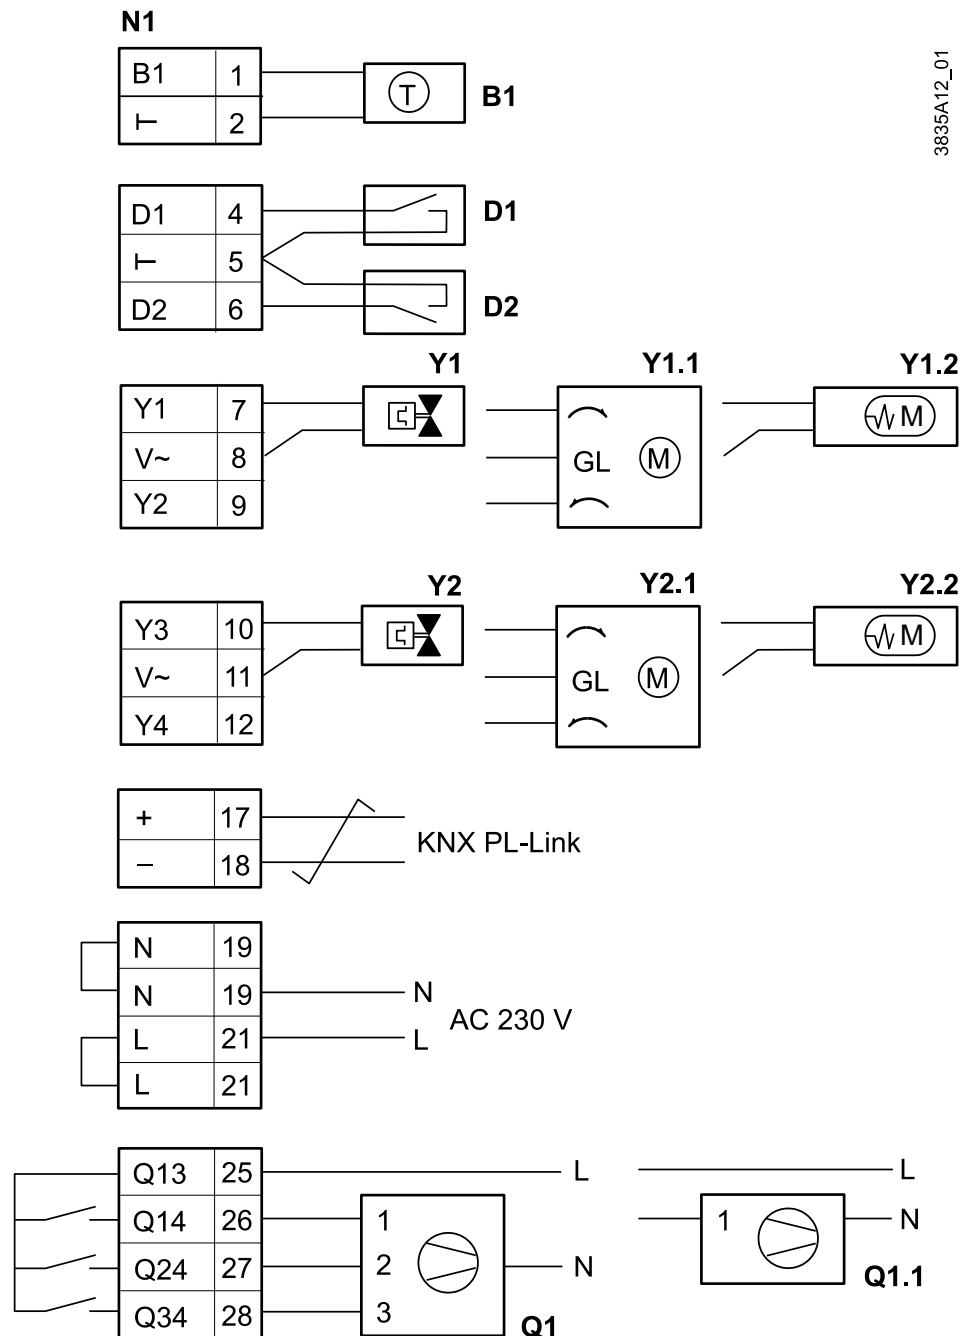 N1
3835A12_01
B1 1
2
T
B1
D1 4
5
D2 6
D1
D2
Y1 Y1.1 Y1.2
Y1 7
V~ 8
Y2 9
GL M
M
Y2 Y2.1 Y2.2
Y3 10
V~ 11
Y4 12
GL M
M
+ 17
– 18
KNX PL-Link
N 19
N 19 N
AC 230 V
L 21 L
L 21
Q13 25 L L
Q14 26 1 1 N
Q24 27 2 N
Q1.1
Q34 28 3
Q1